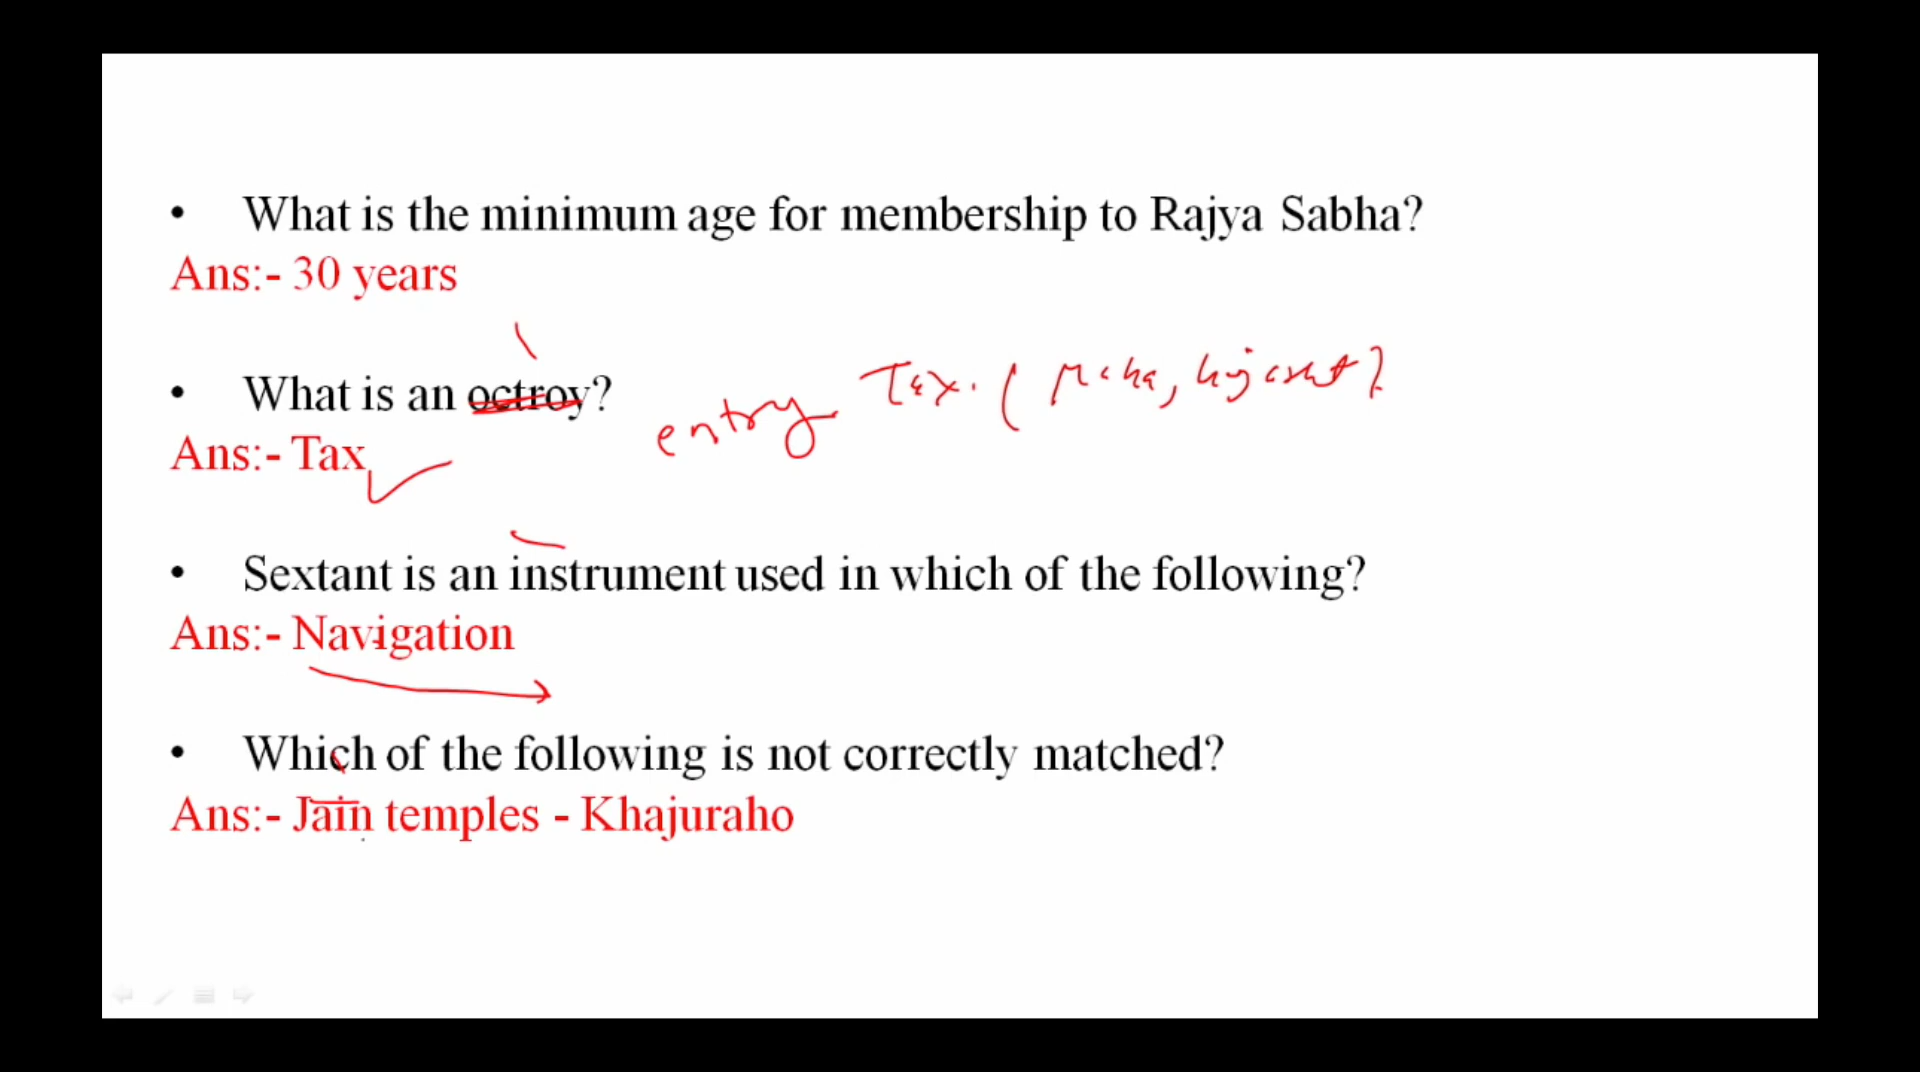 • What is the minimum age for membership to Rajya Sabha?
Ans:- 30 years
• What is an octroy?
entry Tax. (
Ans:- Tax
• Sextant is an instrument used in which of the following?
Ans:- Navigation
• Which of the following is not correctly matched?
Ans:- Jain temples - Khajuraho